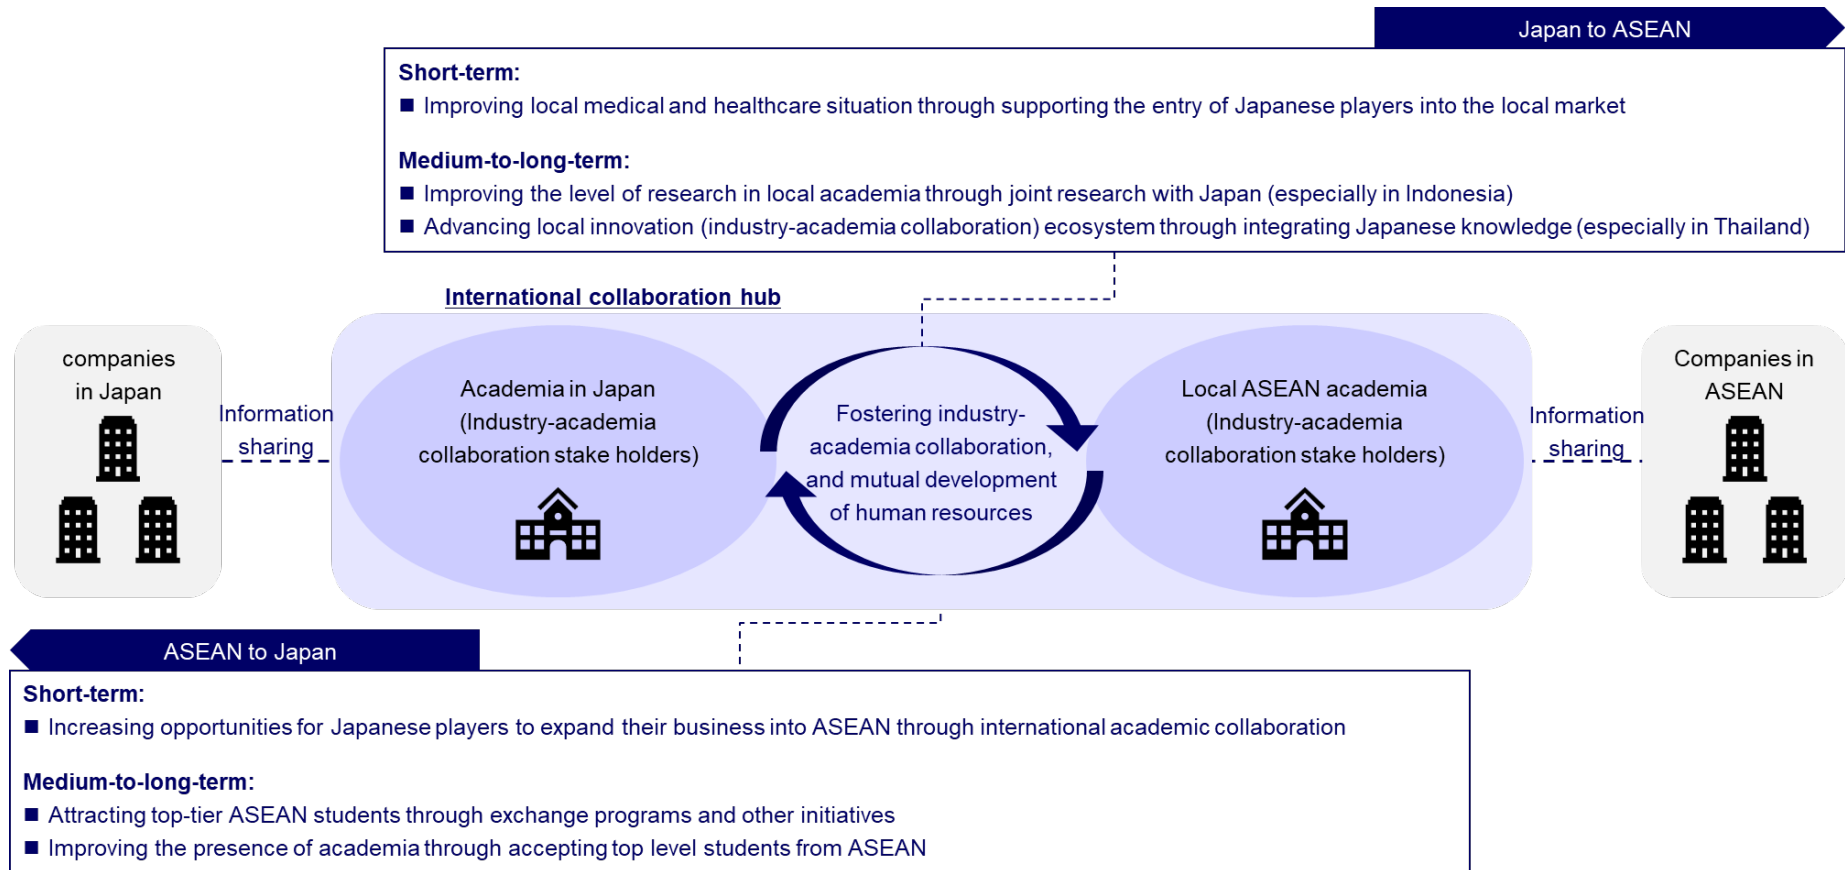 Japan to ASEAN
Short-term:
■ Improving local medical and healthcare situation through supporting the entry of Japanese players into the local market
Medium-to-long-term:
■ Improving the level of research in local academia through joint research with Japan (especially in Indonesia)
■ Advancing local innovation (industry-academia collaboration) ecosystem through integrating Japanese knowledge (especially in Thailand)
International collaboration hub
companies
in Japan
Information
sharing
Academia in Japan
(Industry-academia
collaboration stake holders)
Fostering industry-
academia collaboration,
and mutual development
of human resources
Local ASEAN academia
(Industry-academia
collaboration stake holders)
Information
sharing
Companies in
ASEAN
ASEAN to Japan
Short-term:
■ Increasing opportunities for Japanese players to expand their business into ASEAN through international academic collaboration
Medium-to-long-term:
■ Attracting top-tier ASEAN students through exchange programs and other initiatives
■ Improving the presence of academia through accepting top level students from ASEAN